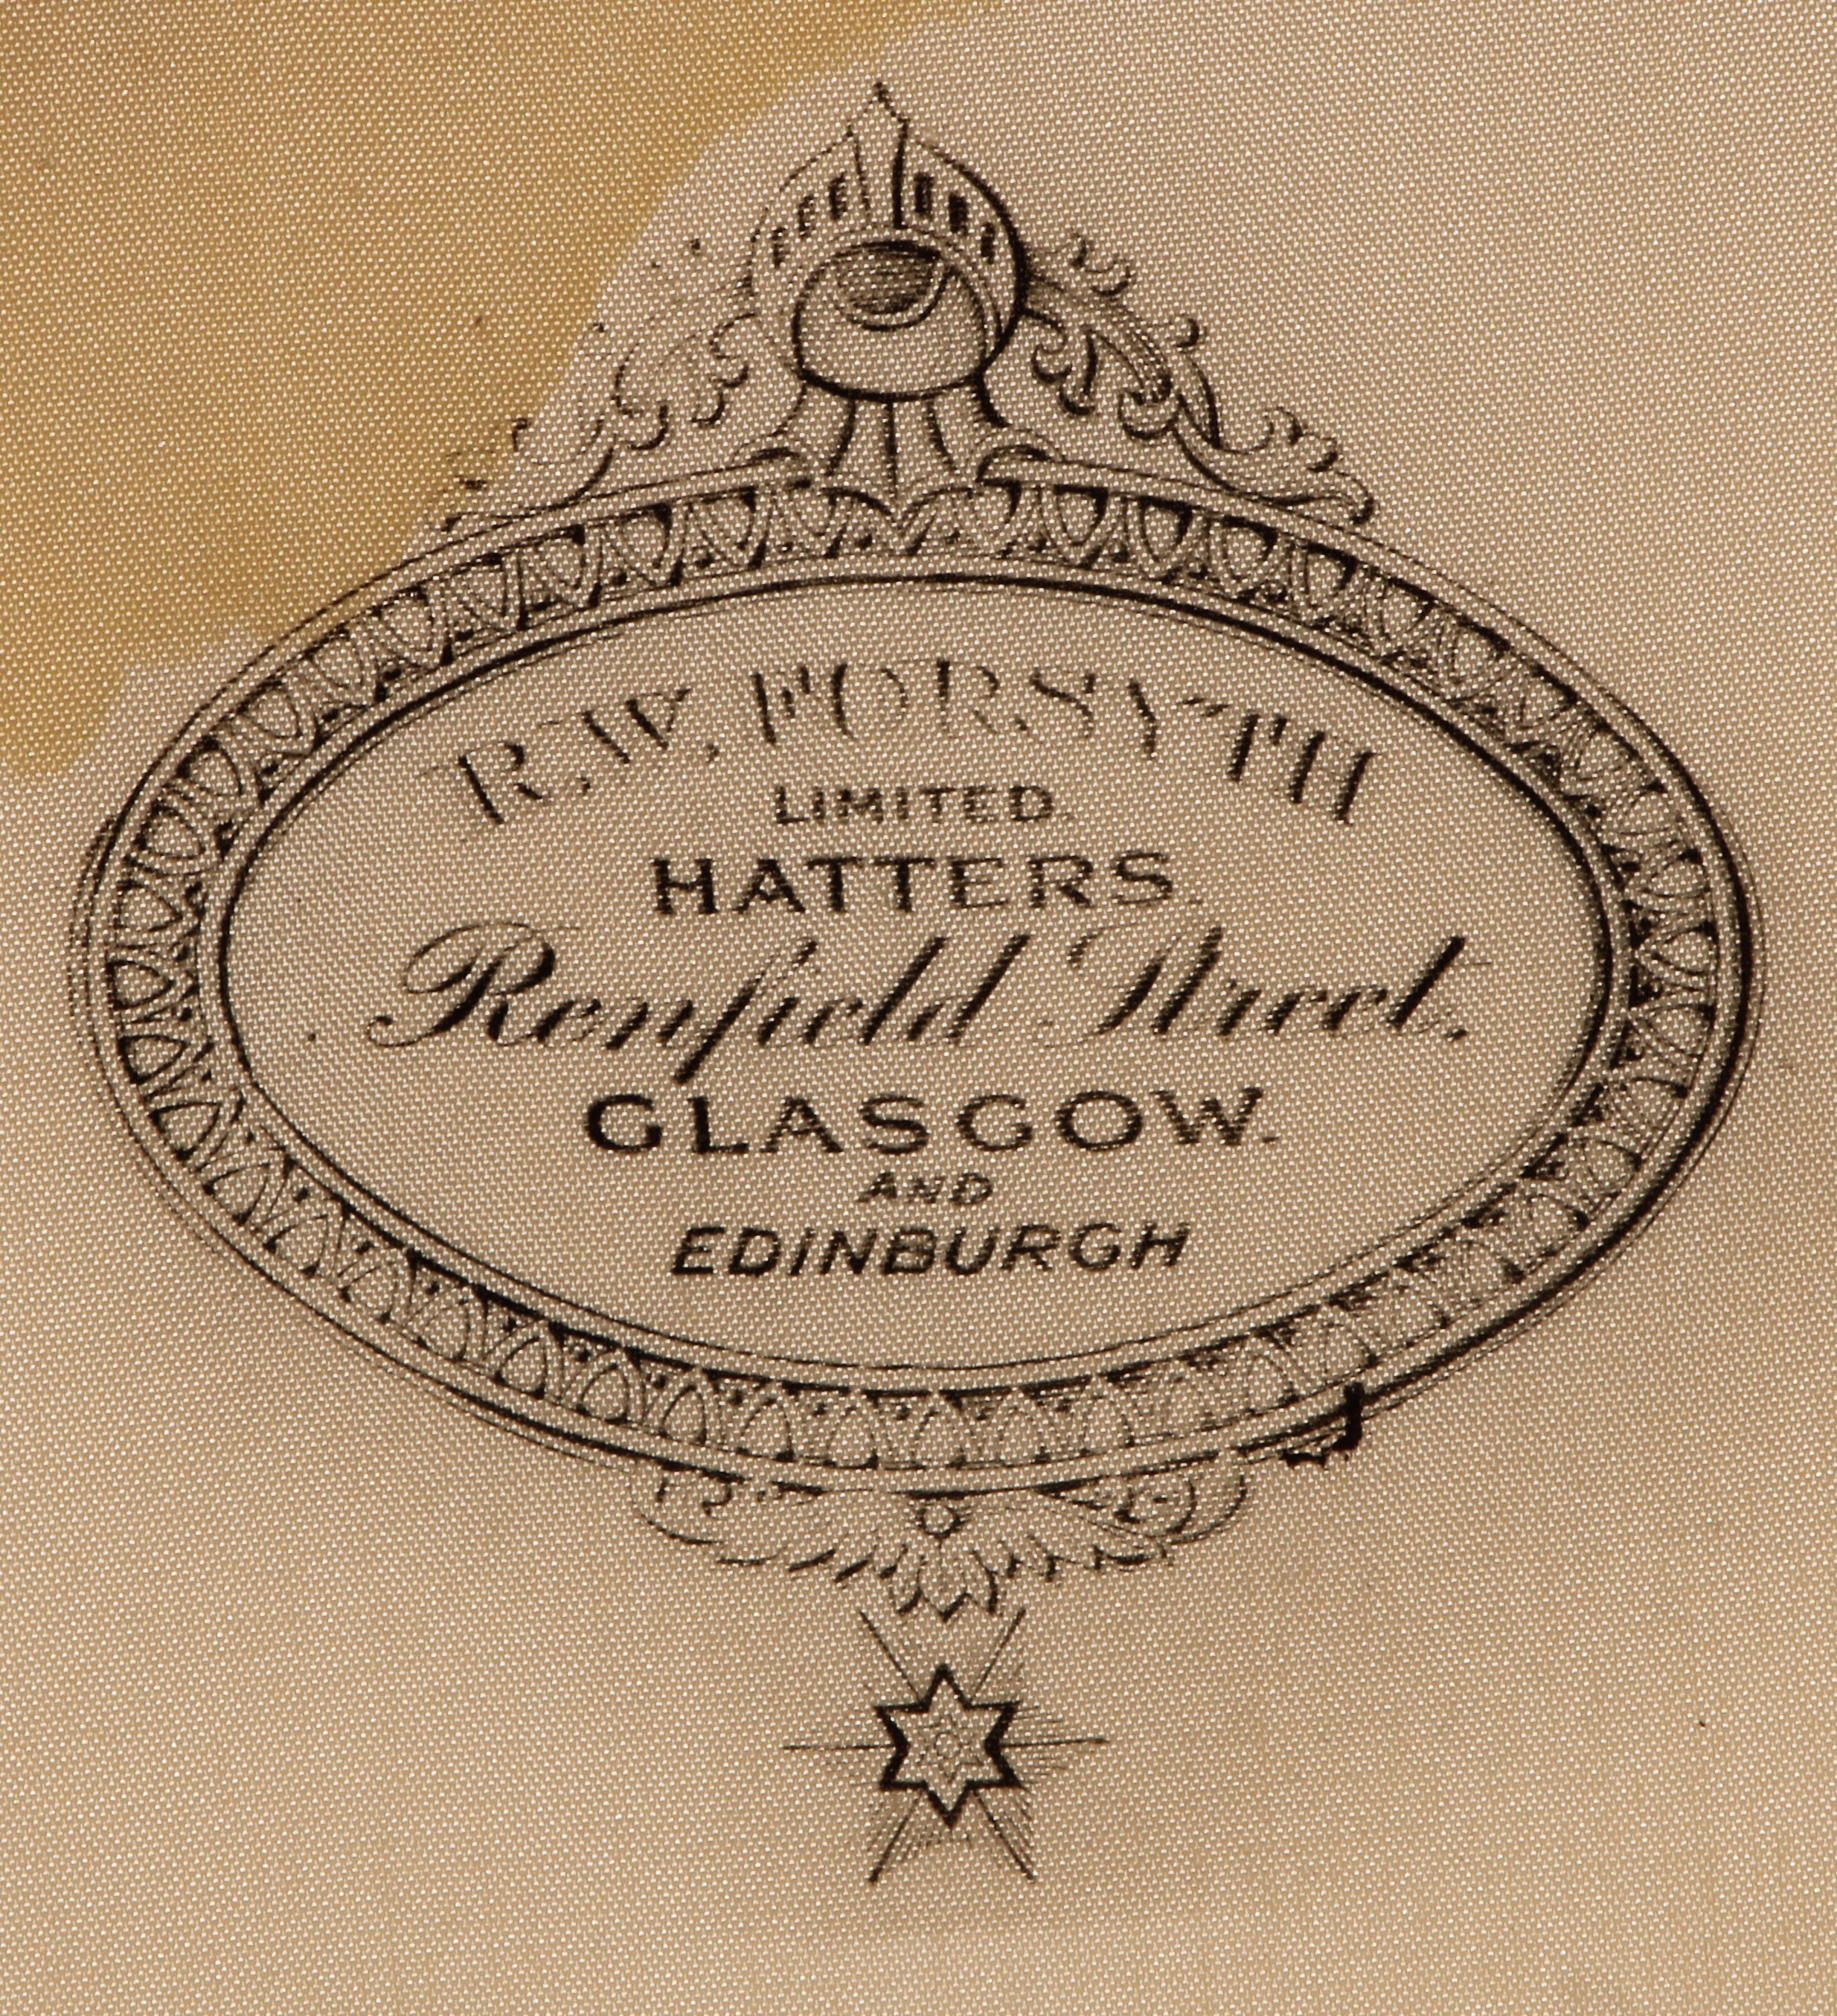 R.W. FORSYTH
LIMITED.
HATTERS.
Renfield Street.
GLASGOW.
AND
EDINBURGH